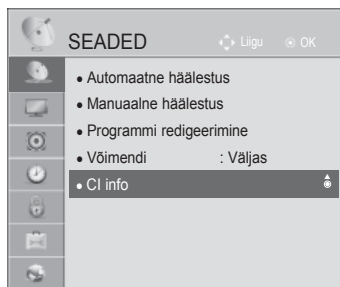 SEADED Liigu OK
• Automaatne häälestus
• Manuaalne häälestus
• Programmi redigeerimine
• Võimendi : Väljas
• CI info